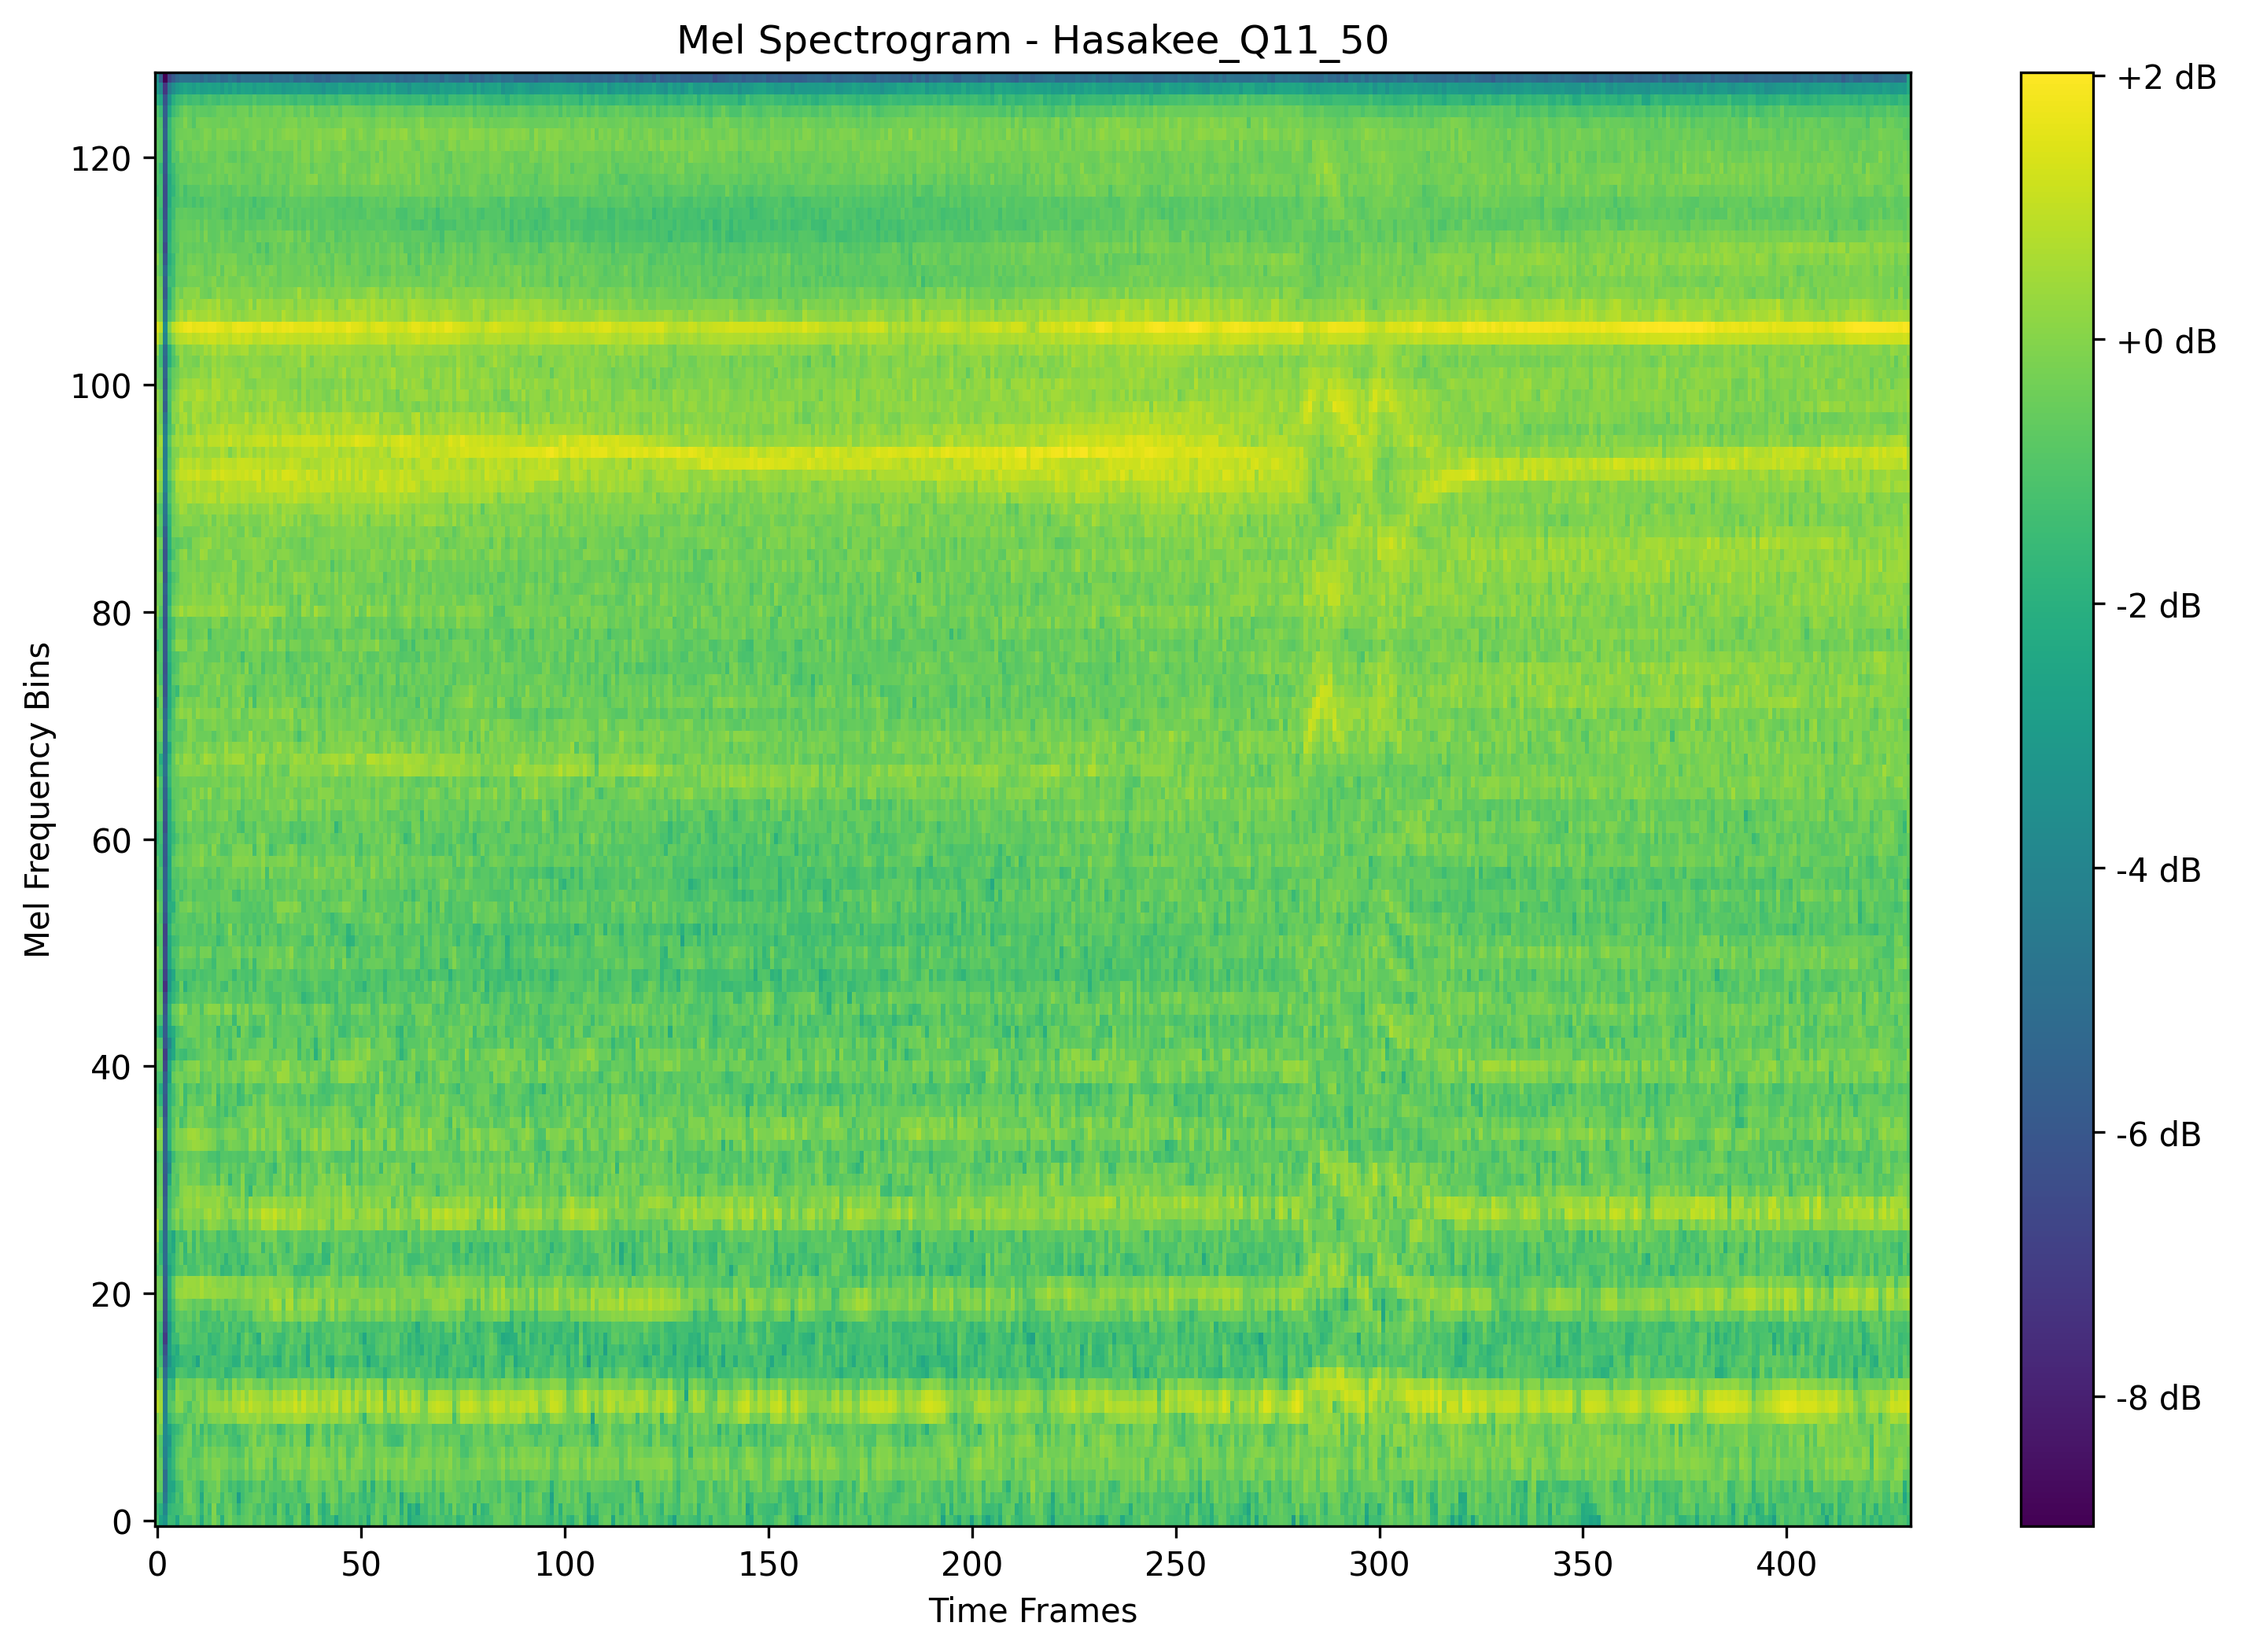 Mel Spectrogram - Hasakee_Q11_50
Mel Frequency Bins
120
100
80
60
40
20
0
0 50 100 150 200 250 300 350 400
Time Frames
+2 dB
+0 dB
-2 dB
-4 dB
-6 dB
-8 dB